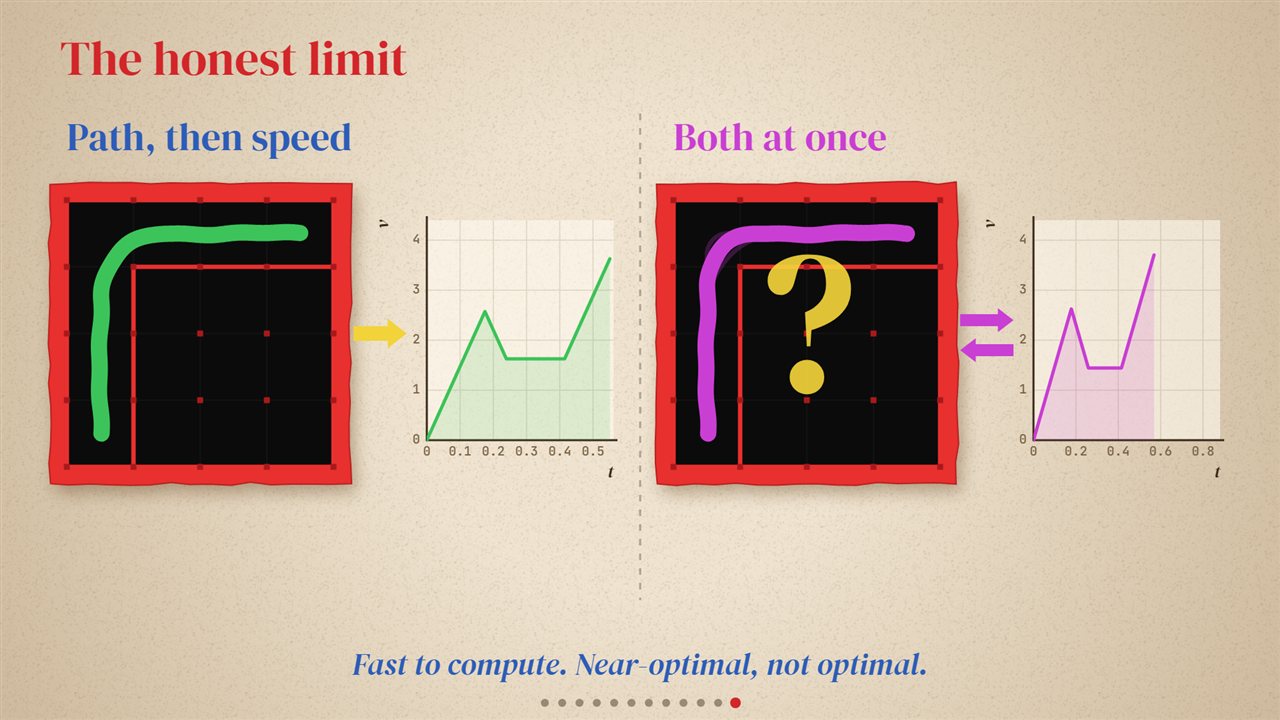 The honest limit
Path, then speed
Both at once
v
4
3
2
1
0
0 0.1 0.2 0.3 0.4 0.5
t
?
v
4
3
2
1
0
0 0.2 0.4 0.6 0.8
t
Fast to compute. Near-optimal, not optimal.